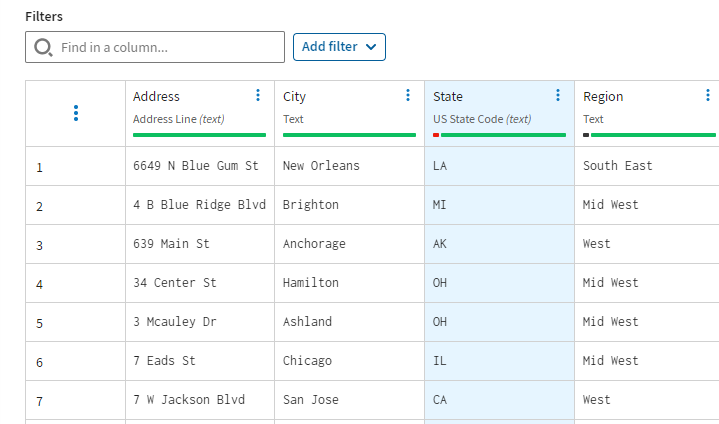 Filters
Find in a column...
Add filter
Address City State Region
Address Line (text) Text US State Code (text) Text
1 6649 N Blue Gum St New Orleans LA South East
2 4 B Blue Ridge Blvd Brighton MI Mid West
3 639 Main St Anchorage AK West
4 34 Center St Hamilton OH Mid West
5 3 Mcauley Dr Ashland OH Mid West
6 7 Eads St Chicago IL Mid West
7 7 W Jackson Blvd San Jose CA West